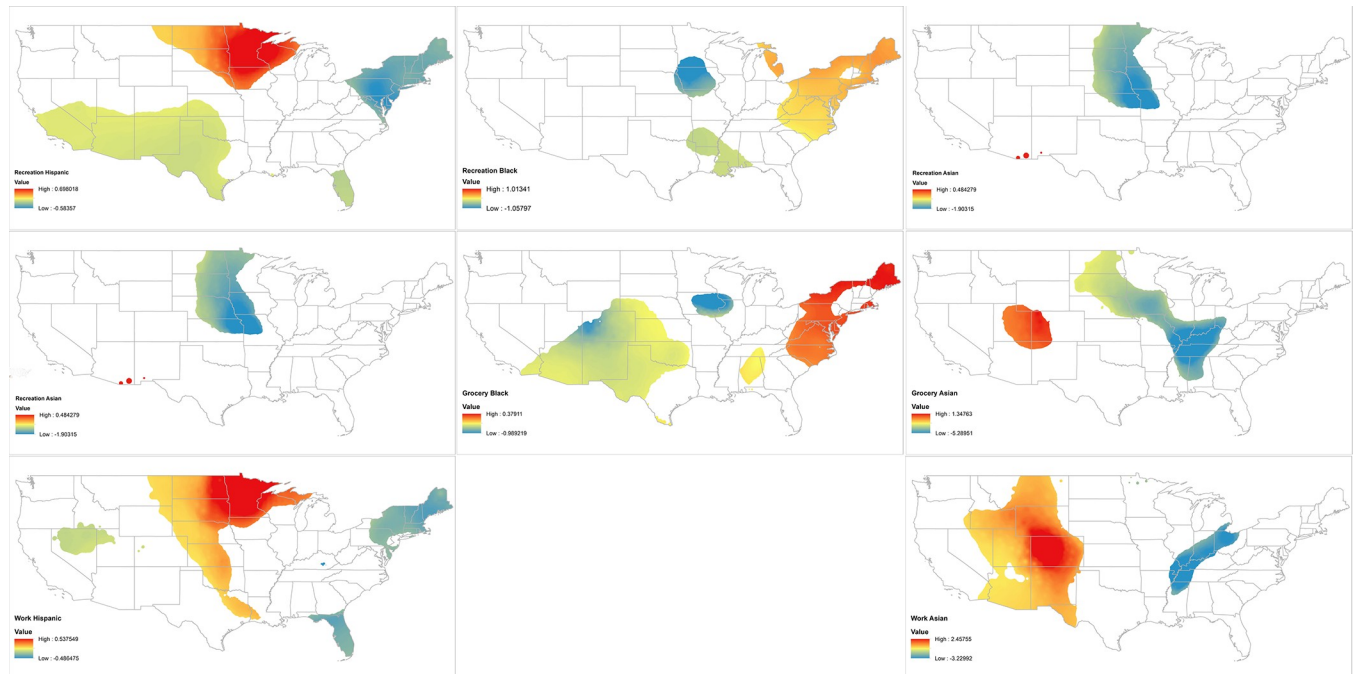 Recreation Hispanic
Value
High : 0.698018
Low : -0.58357
Recreation Black
Value
High : 1.01341
Low : -1.05797
Recreation Asian
Value
High : 0.484279
Low : -1.90315
Recreation Asian
Value
High : 0.484279
Low : -1.90315
Grocery Black
Value
High : 0.37911
Low : -0.989219
Grocery Asian
Value
High : 1.34763
Low : -5.28951
Work Hispanic
Value
High : 0.537549
Low : -0.486475
Work Asian
Value
High : 2.45755
Low : -3.22992